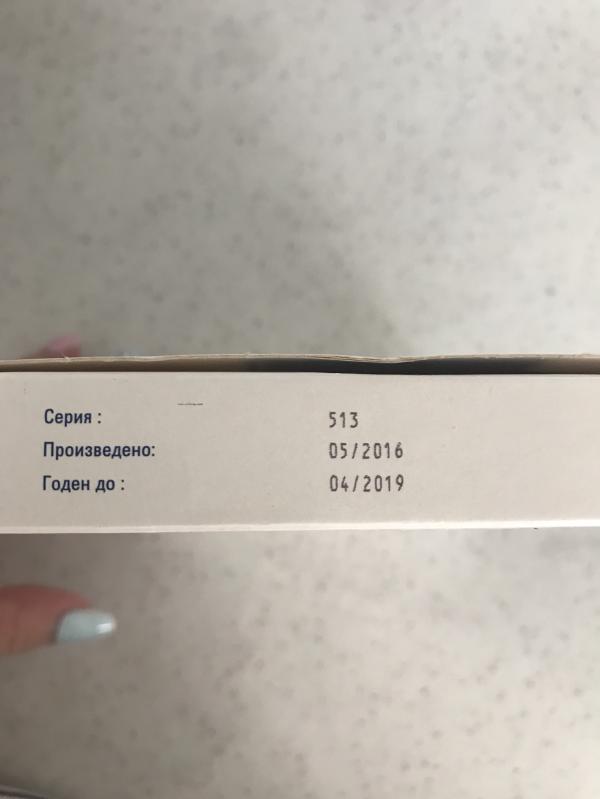 Серия : 513
Произведено: 05/2016
Годен до : 04/2019